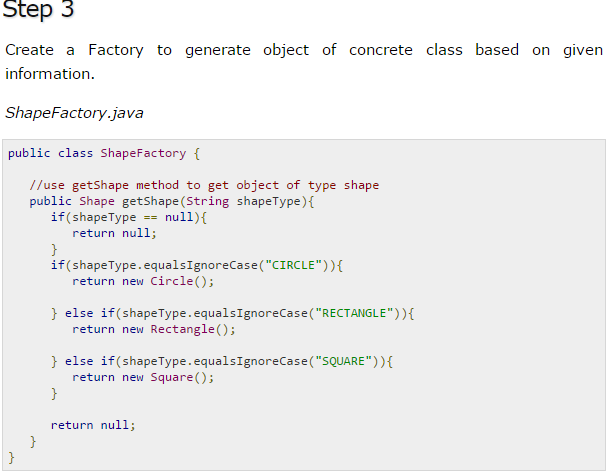 Step 3
Create a Factory to generate object of concrete class based on given
information.
ShapeFactory.java
public class ShapeFactory {
//use getShape method to get object of type shape
public Shape getShape(String shapeType){
if(shapeType == null){
return null;
}
if(shapeType.equalsIgnoreCase("CIRCLE")){
return new Circle();
} else if(shapeType.equalsIgnoreCase("RECTANGLE")){
return new Rectangle();
} else if(shapeType.equalsIgnoreCase("SQUARE")){
return new Square();
}
return null;
}
}